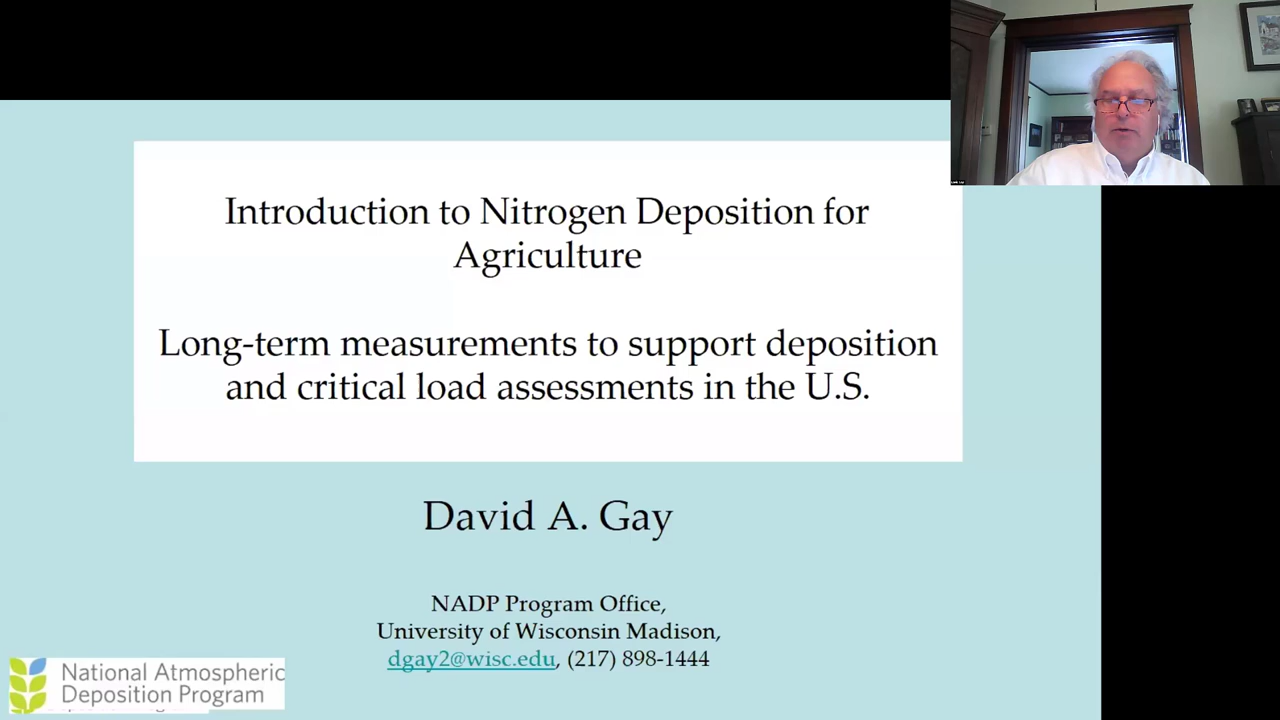 Introduction to Nitrogen Deposition for
Agriculture
Long-term measurements to support deposition
and critical load assessments in the U.S.
David A. Gay
NADP Program Office,
University of Wisconsin Madison,
dgay2@wisc.edu, (217) 898-1444
National Atmospheric
Deposition Program